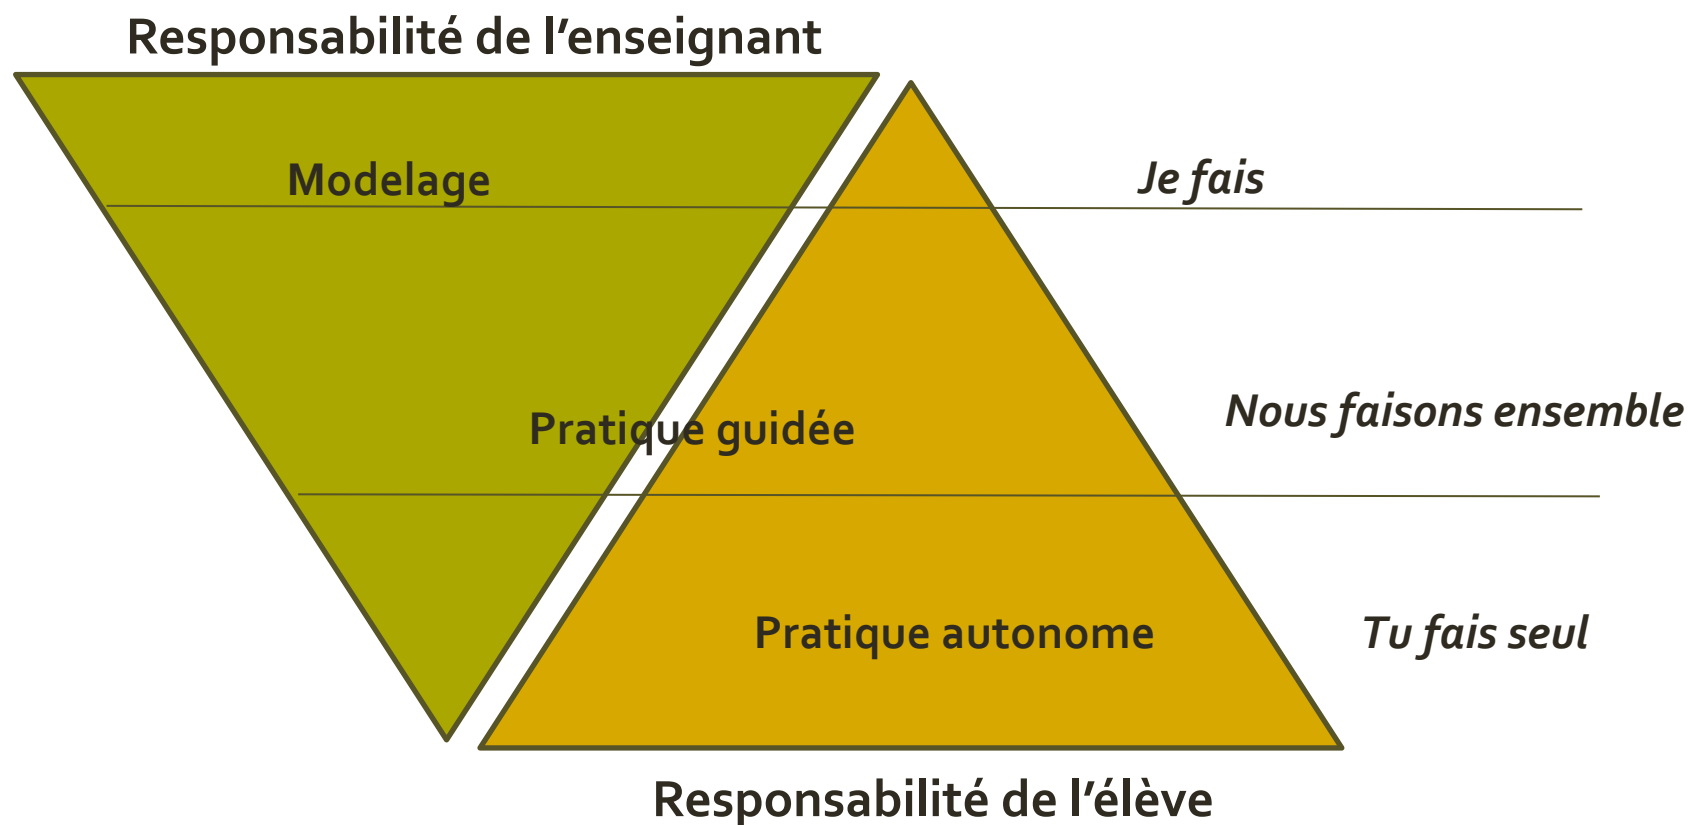 Responsabilité de l’enseignant
Modelage
Je fais
Nous faisons ensemble
Pratique guidée
Pratique autonome
Tu fais seul
Responsabilité de l’élève